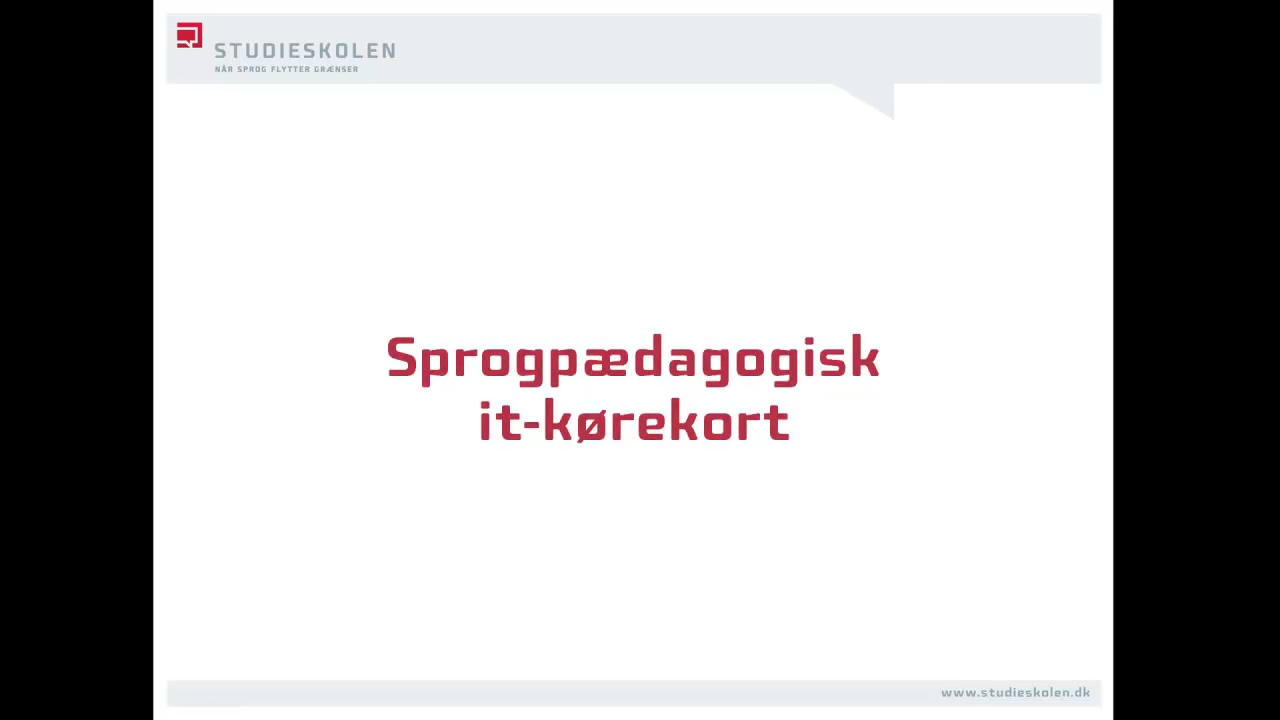 STUDIESKOLEN
NÅR SPROG FLYTTER GRÆNSER
Sprogpædagogisk
it-kørekort
www.studieskolen.dk